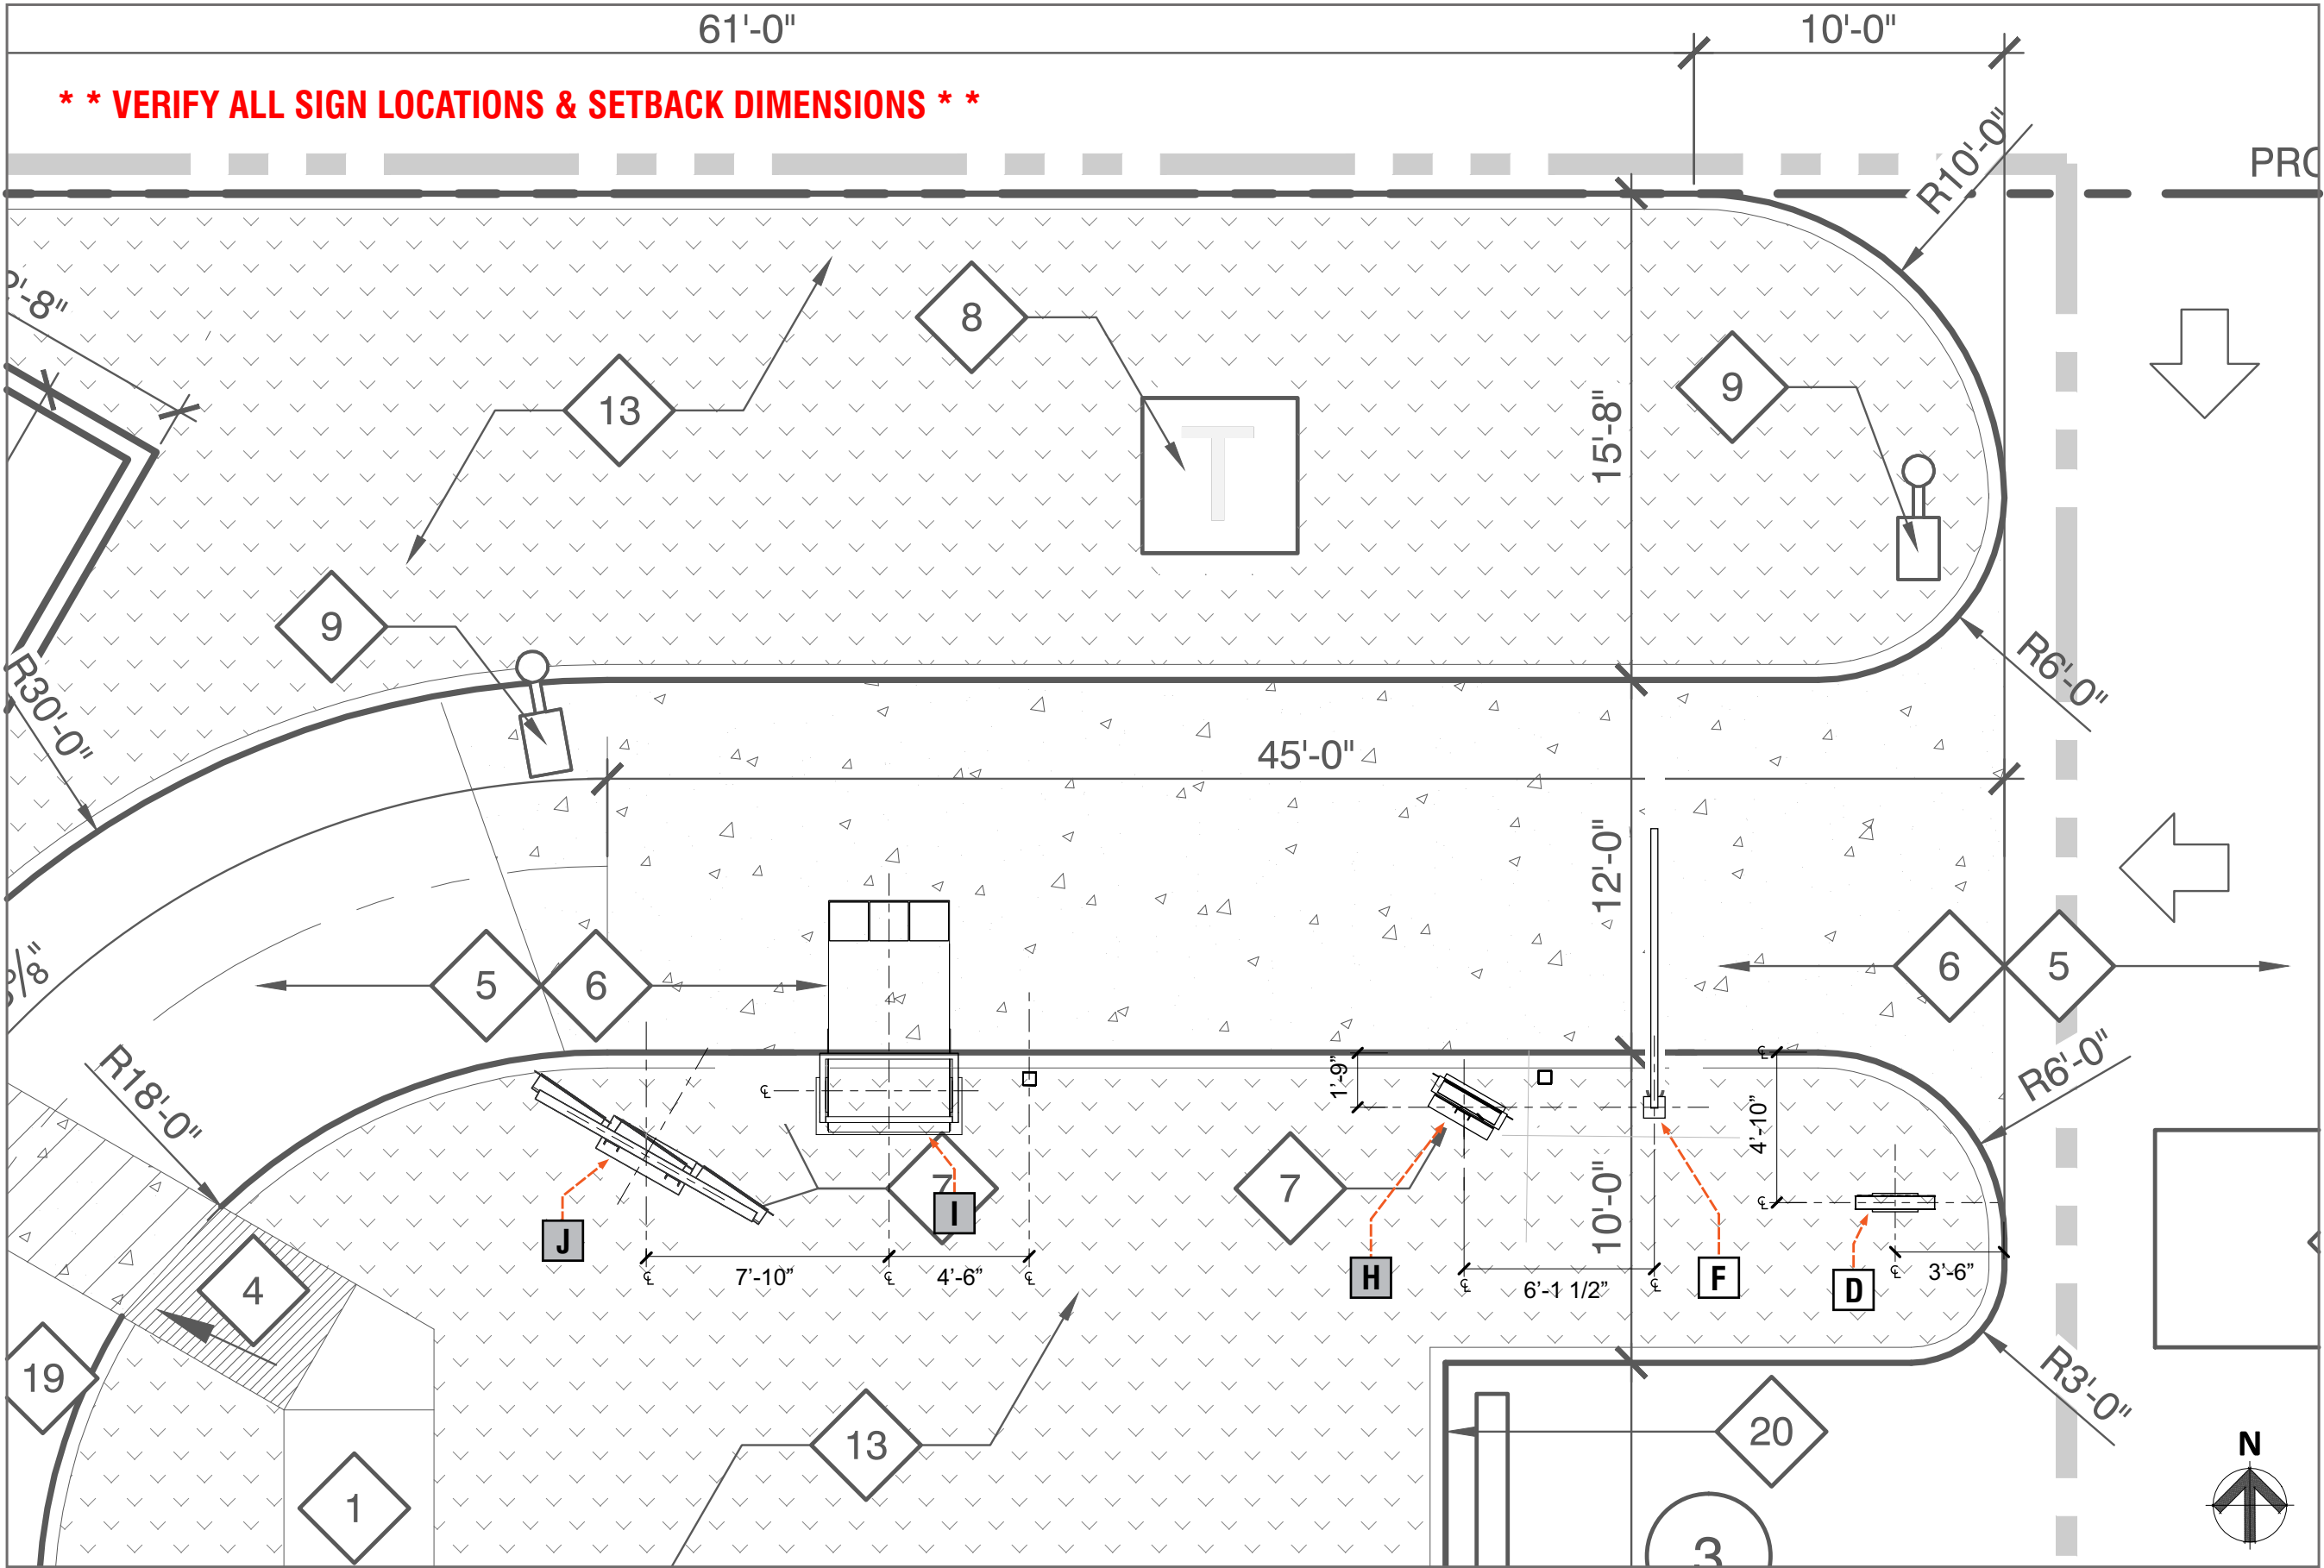 61'-0"
10'-0"
* * VERIFY ALL SIGN LOCATIONS & SETBACK DIMENSIONS * *
R10'-0"
8
13
9
T
15'-8"
9
R30'-0"
R6'-0"
45'-0"
12'-0"
5
6
6
5
R18'-0"
1'-9"
℄
4'-10"
R6'-0"
℄
7
I
7
℄
J
10'-0"
7'-10"
4'-6"
℄
℄
℄
H
6'-1 1/2"
℄
℄
F
D
℄
3'-6"
4
19
R3'-0"
13
20
N
1
3